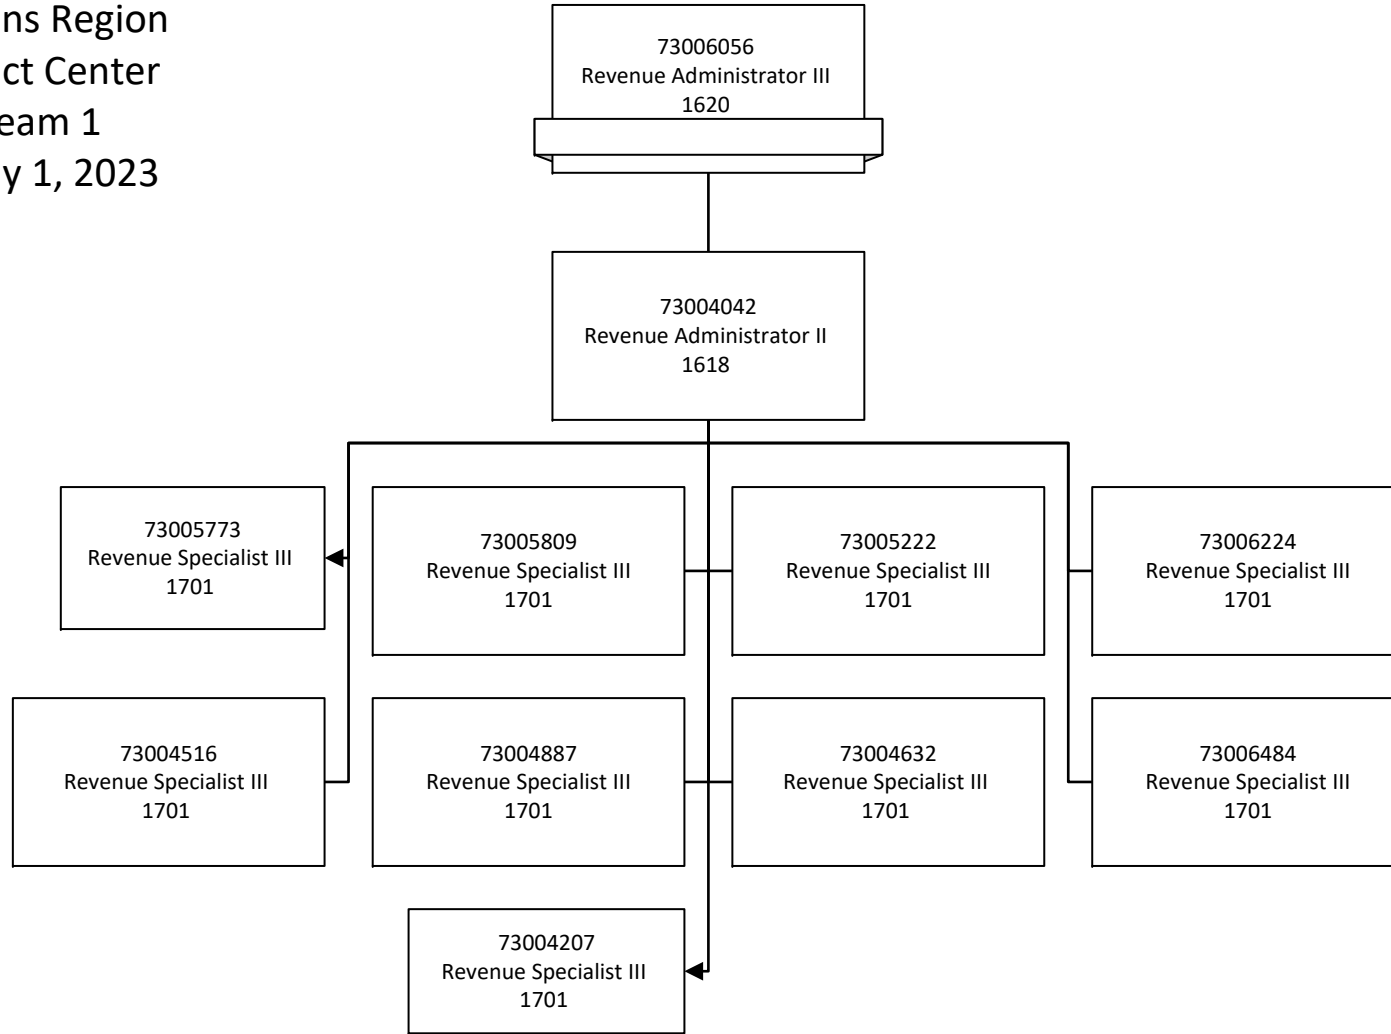 ns Region
ct Center
eam 1
y 1, 2023
73006056
Revenue Administrator III
1620
73004042
Revenue Administrator II
1618
73005773
Revenue Specialist III
1701
73005809
Revenue Specialist III
1701
73005222
Revenue Specialist III
1701
73006224
Revenue Specialist III
1701
73004516
Revenue Specialist III
1701
73004887
Revenue Specialist III
1701
73004632
Revenue Specialist III
1701
73006484
Revenue Specialist III
1701
73004207
Revenue Specialist III
1701